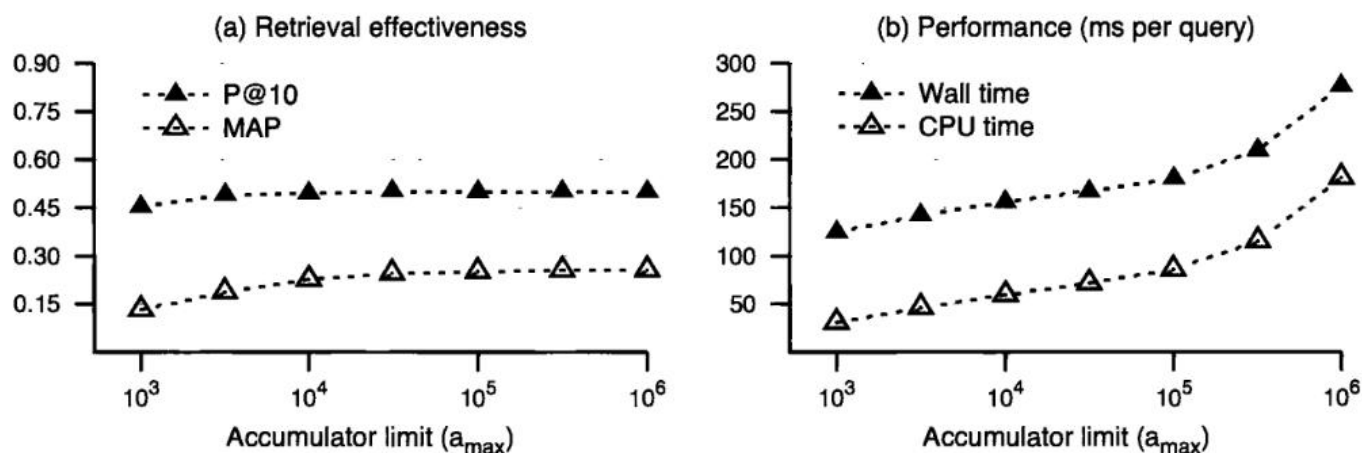 (a) Retrieval effectiveness
0.90
0.75
0.60
0.45
0.30
0.15
P@10
MAP
10³ 10⁴ 10⁵ 10⁶
Accumulator limit (a_max)
(b) Performance (ms per query)
300
250
200
150
100
50
Wall time
CPU time
10³ 10⁴ 10⁵ 10⁶
Accumulator limit (a_max)